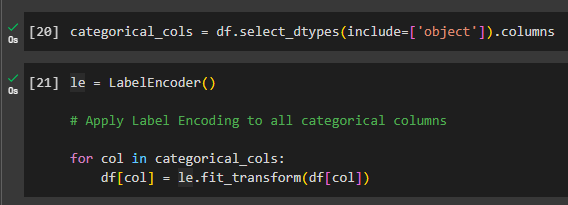 [20] categorical_cols = df.select_dtypes(include=['object']).columns
0s
[21] le = LabelEncoder()
0s
# Apply Label Encoding to all categorical columns
for col in categorical_cols:
    df[col] = le.fit_transform(df[col])